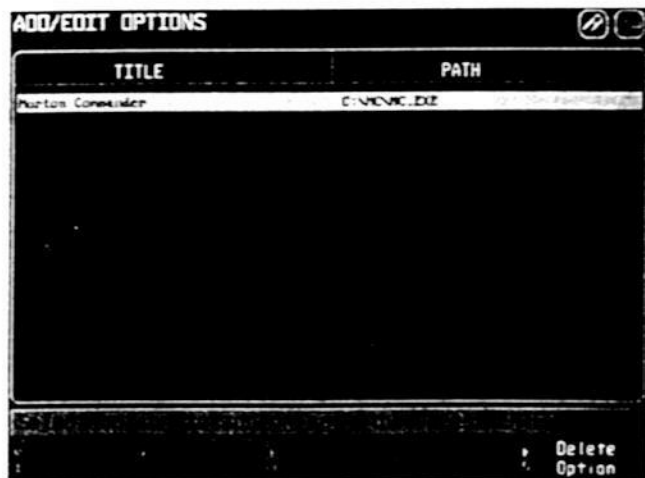 ADD/EDIT OPTIONS
TITLE PATH
Norton Commander C:\NC\NC.EXE
Delete
Option